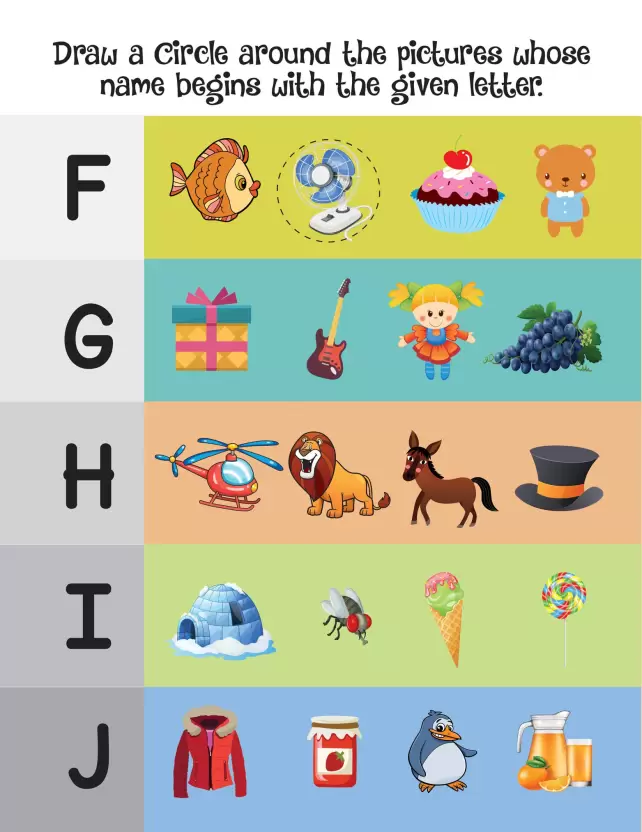 Draw a Circle around the pictures whose
name begins with the given letter.
F
G
H
I
J